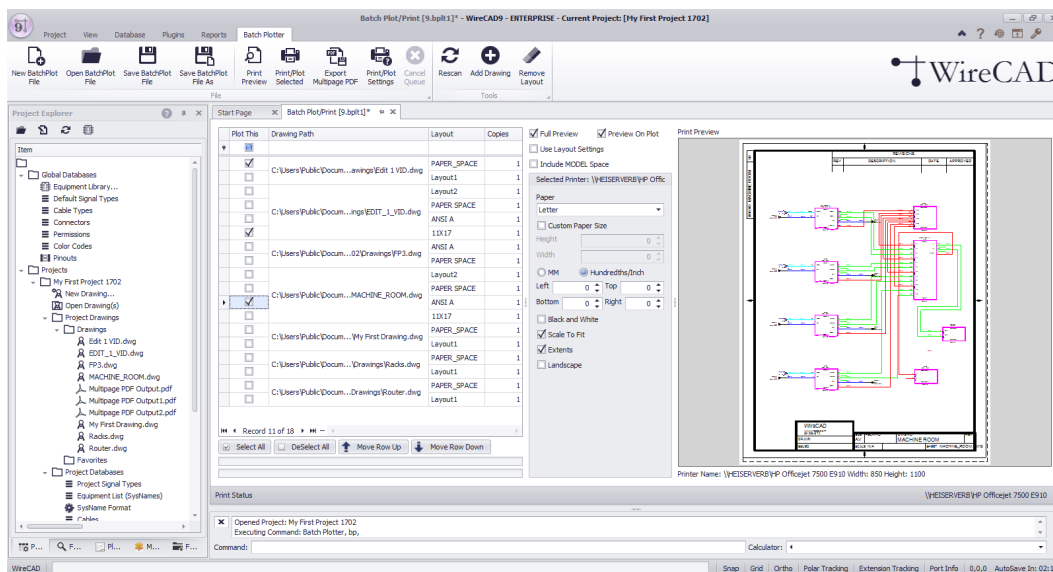 Batch Plot/Print [9.bplt1]* - WireCAD9 - ENTERPRISE - Current Project: [My First Project 1702]
9
Project View Database Plugins Reports Batch Plotter
New BatchPlot File
Open BatchPlot File
Save BatchPlot File
Save BatchPlot File As
Print Preview
Print/Plot Selected
Export Multipage PDF
Print/Plot Settings
Cancel Queue
Rescan
Add Drawing
Remove Layout
File
Tools
WireCAD
Project Explorer
Item
Global Databases
Equipment Library...
Default Signal Types
Cable Types
Connectors
Permissions
Color Codes
Pinouts
Projects
My First Project 1702
New Drawing...
Open Drawing(s)
Project Drawings
Drawings
Edit 1 VID.dwg
EDIT_1_VID.dwg
FP3.dwg
MACHINE_ROOM.dwg
Multipage PDF Output.pdf
Multipage PDF Output1.pdf
Multipage PDF Output2.pdf
My First Drawing.dwg
Racks.dwg
Router.dwg
Favorites
Project Databases
Project Signal Types
Equipment List (SysNames)
SysName Format
Cables
P... F... Pl... M... F...
Start Page Batch Plot/Print [9.bplt1]*
Plot This Drawing Path Layout Copies
C:\Users\Public\Docum...awings\Edit 1 VID.dwg
PAPER_SPACE 1
Layout1 1
C:\Users\Public\Docum...ings\EDIT_1_VID.dwg
Layout2 1
PAPER SPACE 1
ANSI A 1
11X17 1
C:\Users\Public\Docum...02\Drawings\FP3.dwg
ANSI A 1
PAPER SPACE 1
C:\Users\Public\Docum...MACHINE_ROOM.dwg
Layout2 1
PAPER SPACE 1
ANSI A 1
11X17 1
C:\Users\Public\Docum...\My First Drawing.dwg
PAPER_SPACE 1
Layout1 1
C:\Users\Public\Docum...\Drawings\Racks.dwg
PAPER_SPACE 1
Layout1 1
C:\Users\Public\Docum...Drawings\Router.dwg
PAPER_SPACE 1
Layout1 1
Record 11 of 18
Select All DeSelect All Move Row Up Move Row Down
Full Preview Preview On Plot
Use Layout Settings
Include MODEL Space
Selected Printer: \\HEISERVERB\HP Offic
Paper
Letter
Custom Paper Size
Height 0
Width 0
MM Hundredths/Inch
Left 0 Top 0
Bottom 0 Right 0
Black and White
Scale To Fit
Extents
Landscape
Print Preview
REVISIONS
REV DESCRIPTION DATE APPROVED
WIRECAD
MACHINE ROOM
Printer Name: \\HEISERVERB\HP Officejet 7500 E910 Width: 850 Height: 1100
Print Status \\HEISERVERB\HP Officejet 7500 E910
Opened Project: My First Project 1702
Executing Command: Batch Plotter, bp,
Command: Calculator:
WireCAD Snap Grid Ortho Polar Tracking Extension Tracking Port Info 0,0,0 AutoSave In: 02:1